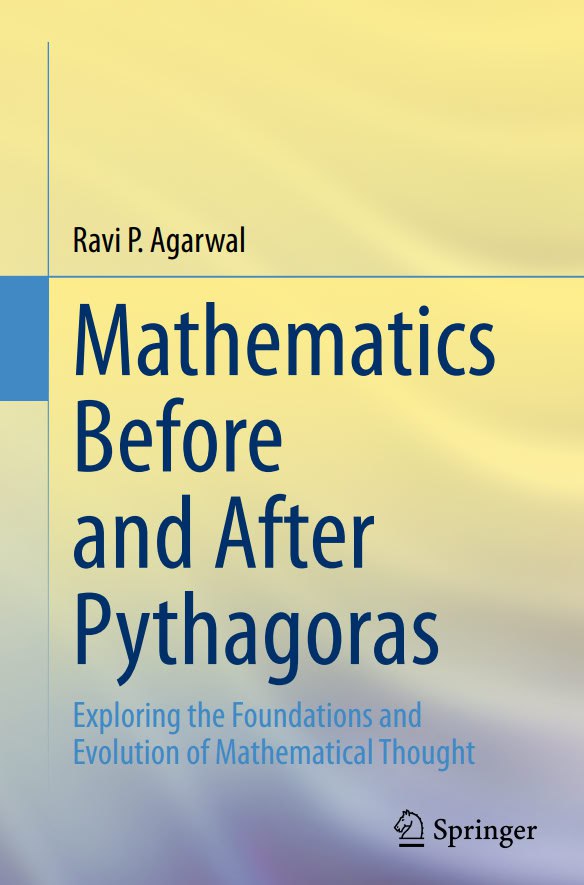 Ravi P. Agarwal
Mathematics
Before
and After
Pythagoras
Exploring the Foundations and
Evolution of Mathematical Thought
Springer